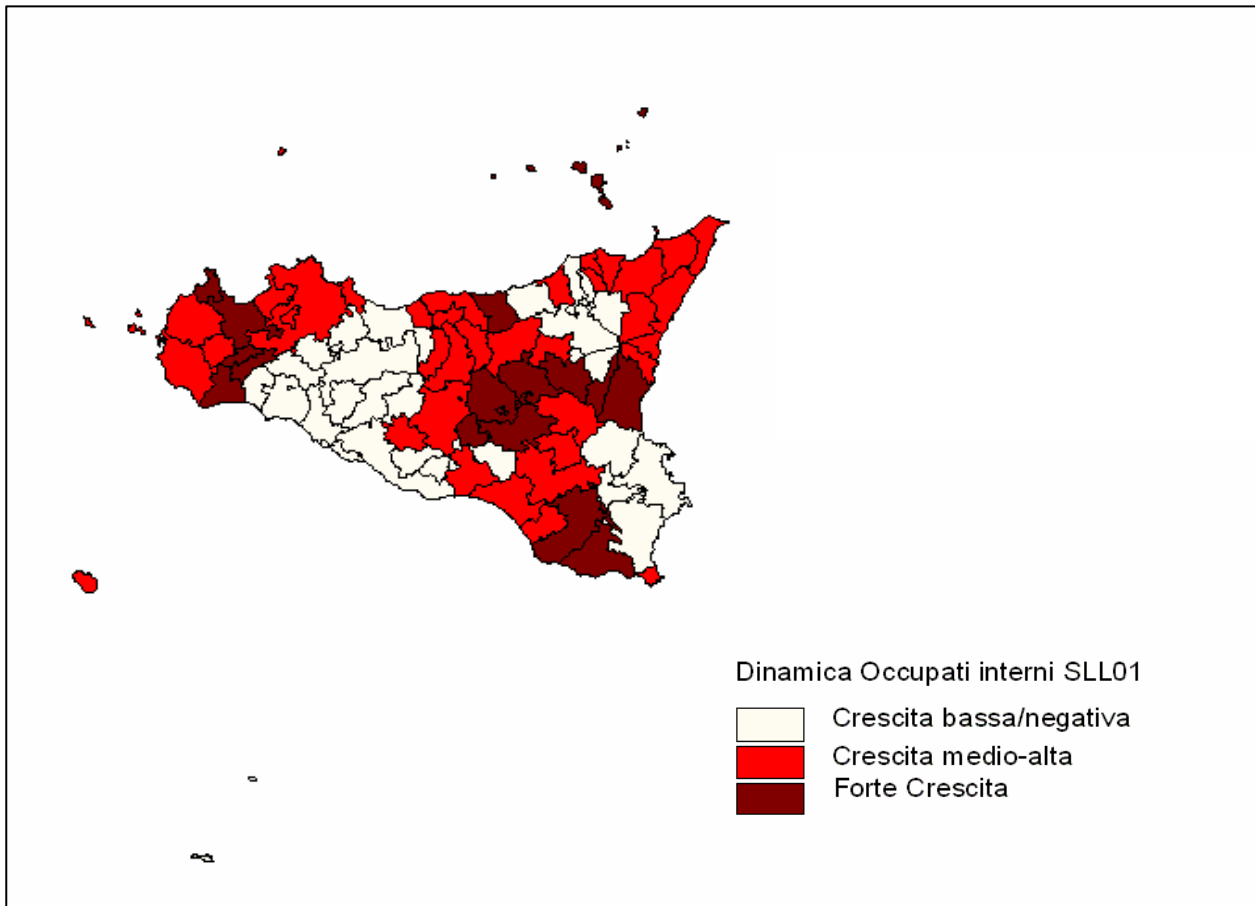 Dinamica Occupati interni SLL01
Crescita bassa/negativa
Crescita medio-alta
Forte Crescita